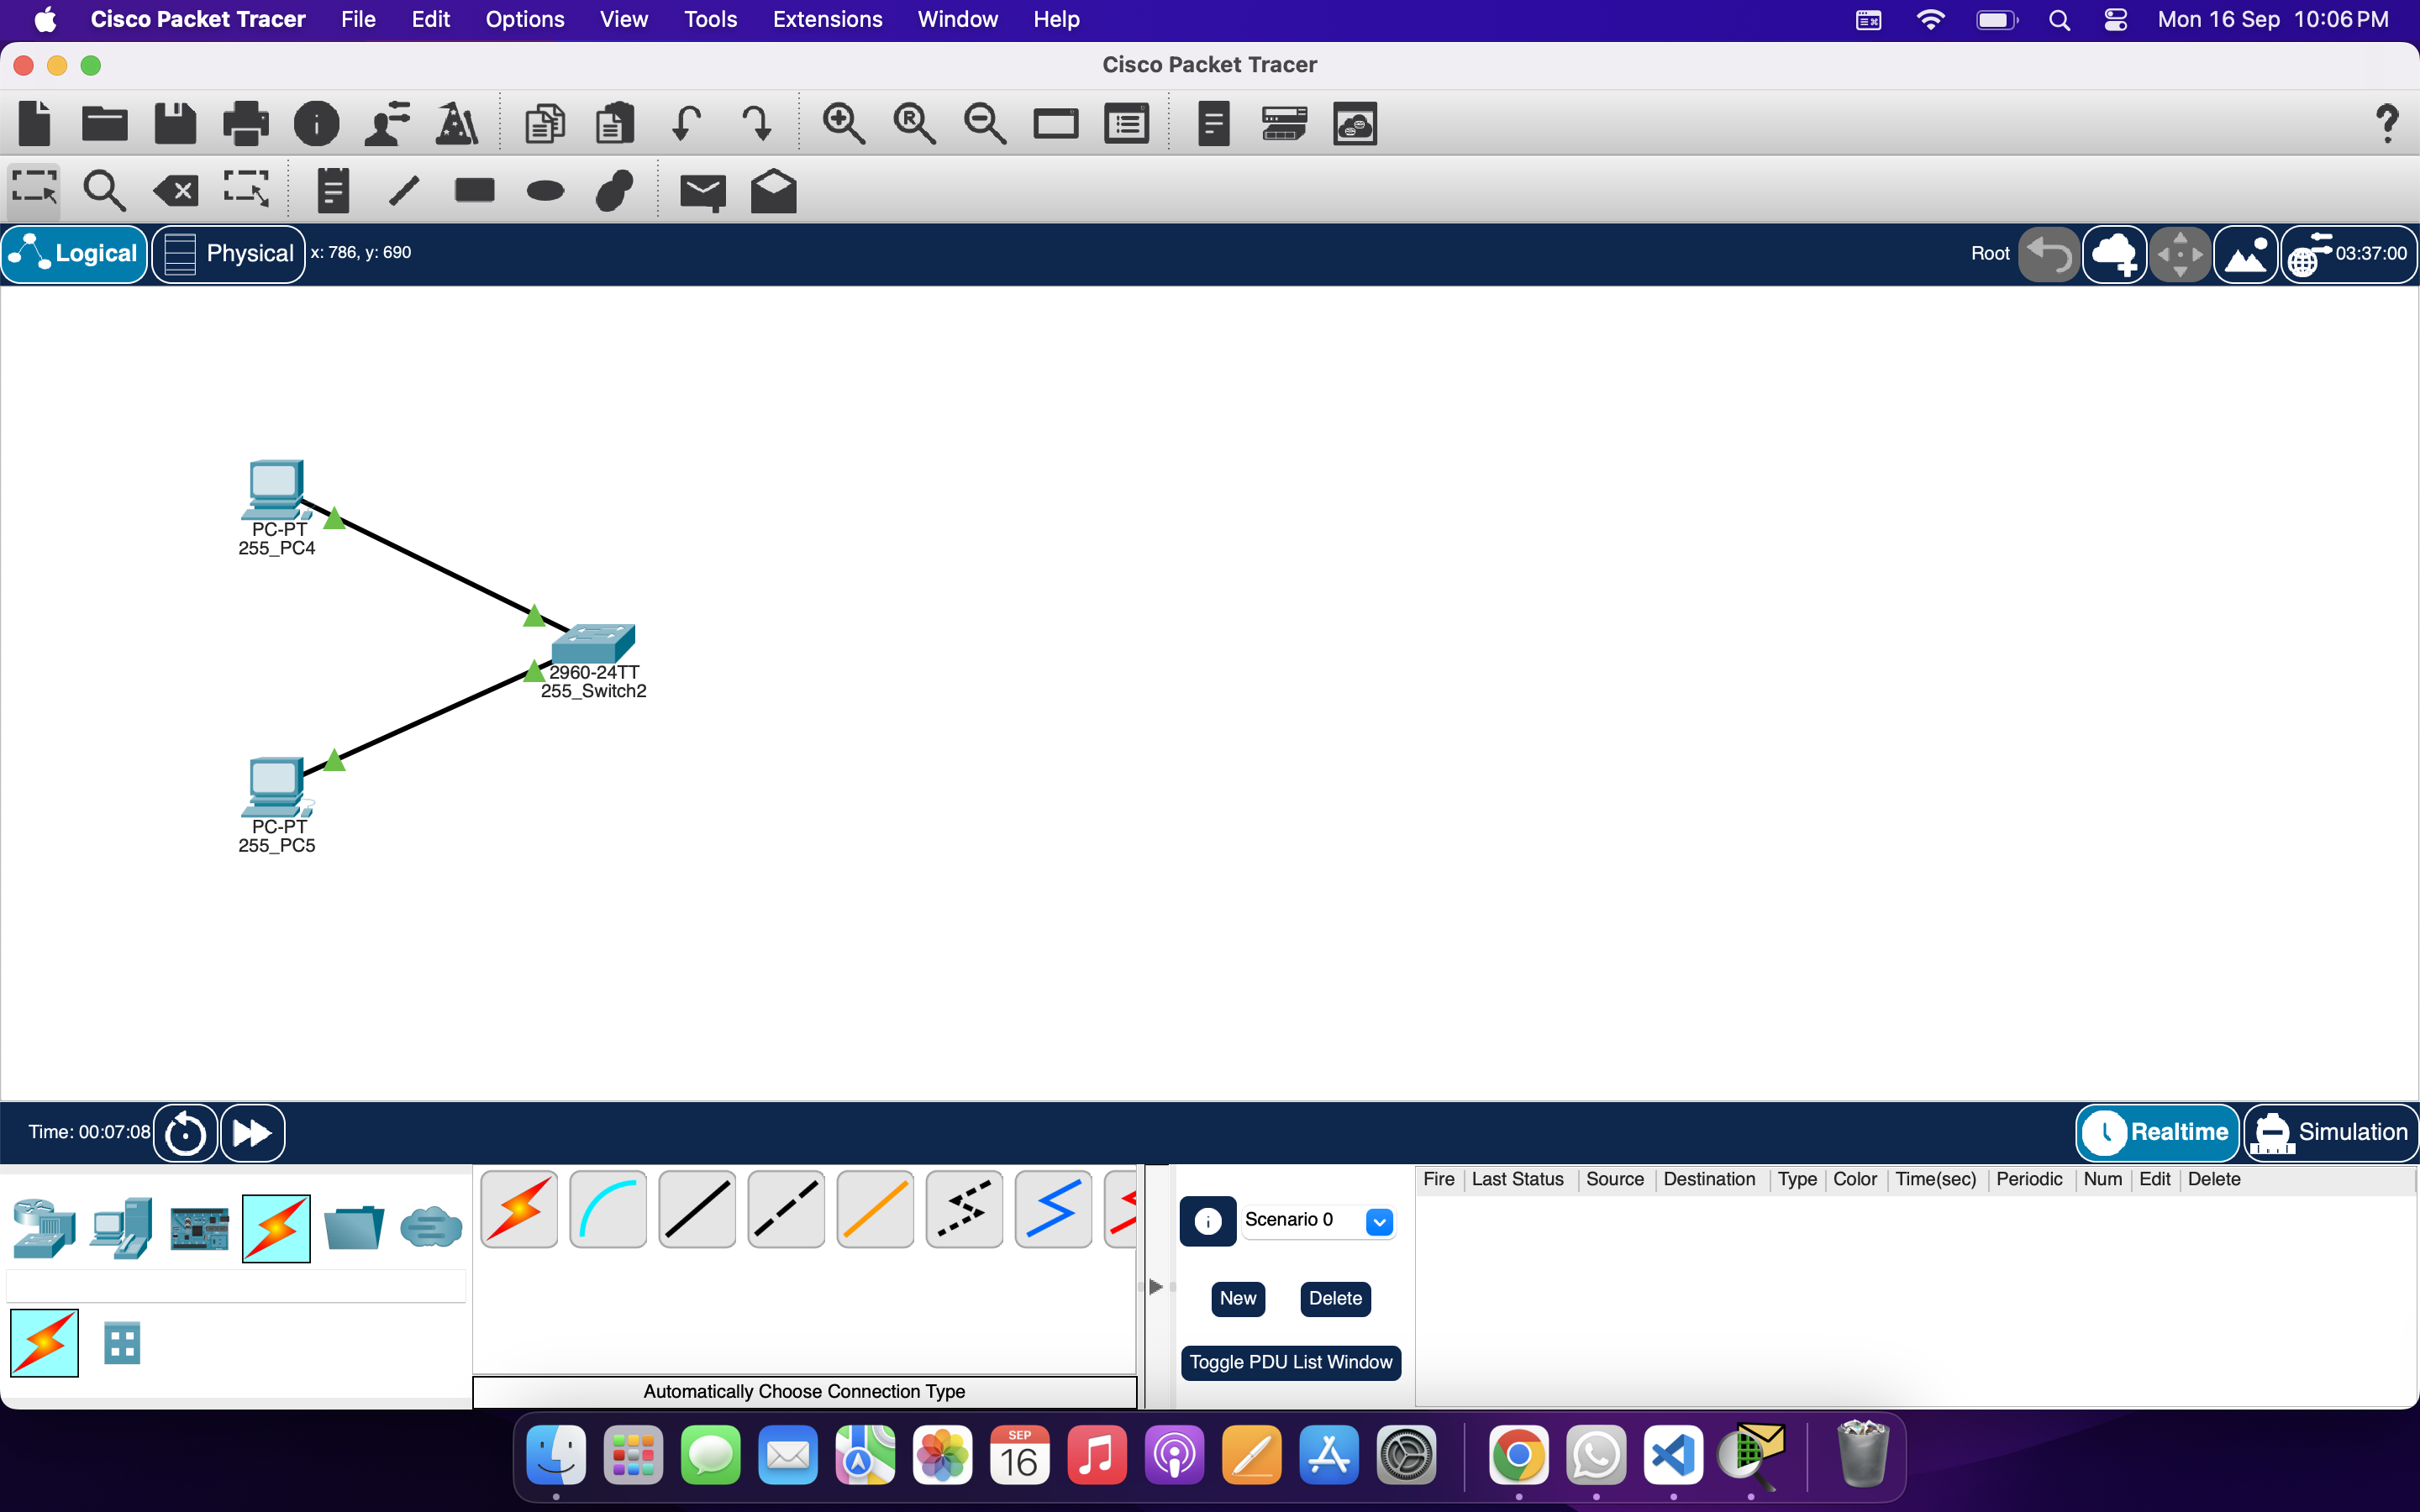 Cisco Packet Tracer File Edit Options View Tools Extensions Window Help Mon 16 Sep 10:06 PM
Cisco Packet Tracer
Logical Physical x: 786, y: 690 Root 03:37:00
PC-PT
255_PC4
2960-24TT
255_Switch2
PC-PT
255_PC5
Time: 00:07:08 Realtime Simulation
Fire Last Status Source Destination Type Color Time(sec) Periodic Num Edit Delete
Scenario 0
New Delete
Toggle PDU List Window
Automatically Choose Connection Type
SEP
16